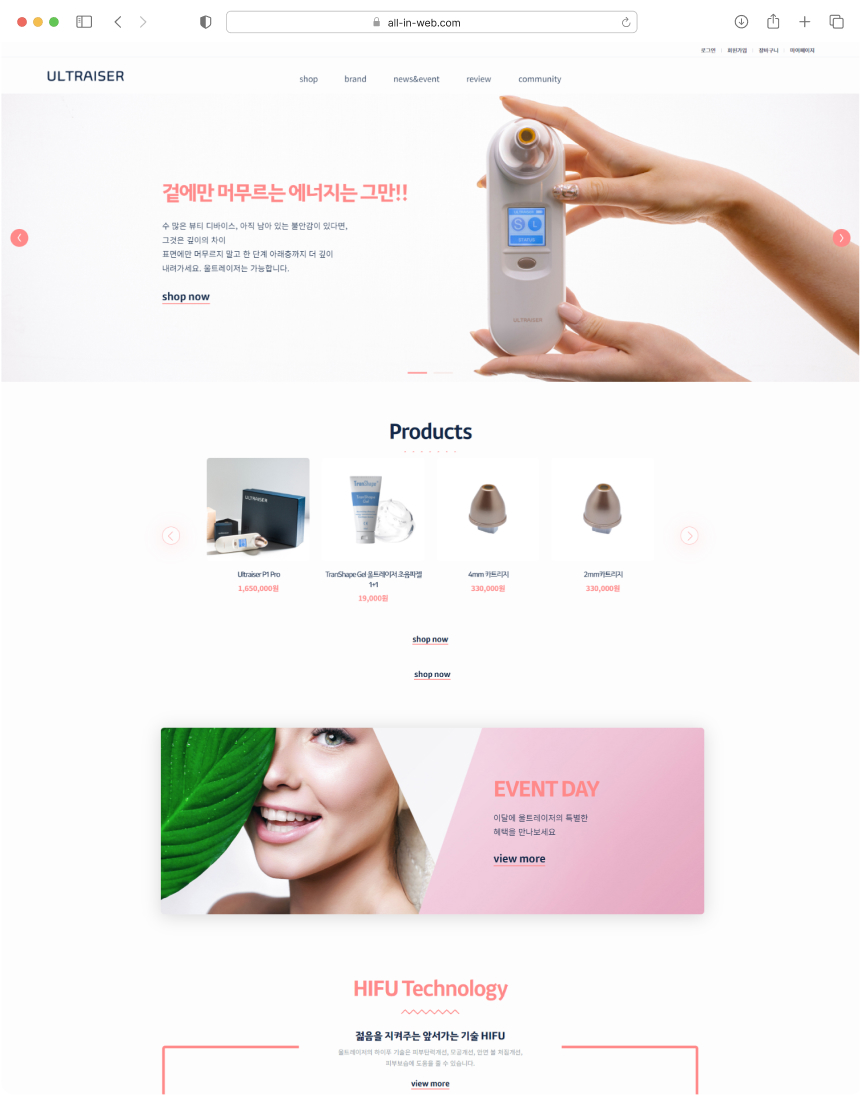 all-in-web.com
로그인 회원가입 장바구니 마이페이지
ULTRAISER
shop brand news&event review community
겉에만 머무르는 에너지는 그만!!
수 많은 뷰티 디바이스, 아직 남아 있는 불안감이 있다면,
그것은 깊이의 차이
표면에만 머무르지 말고 한 단계 아래층까지 더 깊이
내려가세요. 울트레이저는 가능합니다.
shop now
S L
STATUS
ULTRAISER
Products
ULTRAISER
TranShape
TranShape
Gel
Ultraiser P1 Pro
1,650,000원
TranShape Gel 울트레이저 초음파젤
1+1
19,000원
4mm 카트리지
330,000원
2mm카트리지
330,000원
shop now
shop now
EVENT DAY
이달에 울트레이저의 특별한
혜택을 만나보세요
view more
HIFU Technology
젊음을 지켜주는 앞서가는 기술 HIFU
울트레이저의 하이푸 기술은 피부탄력개선, 모공개선, 안면 볼 처짐개선,
피부보습에 도움을 줄 수 있습니다.
view more